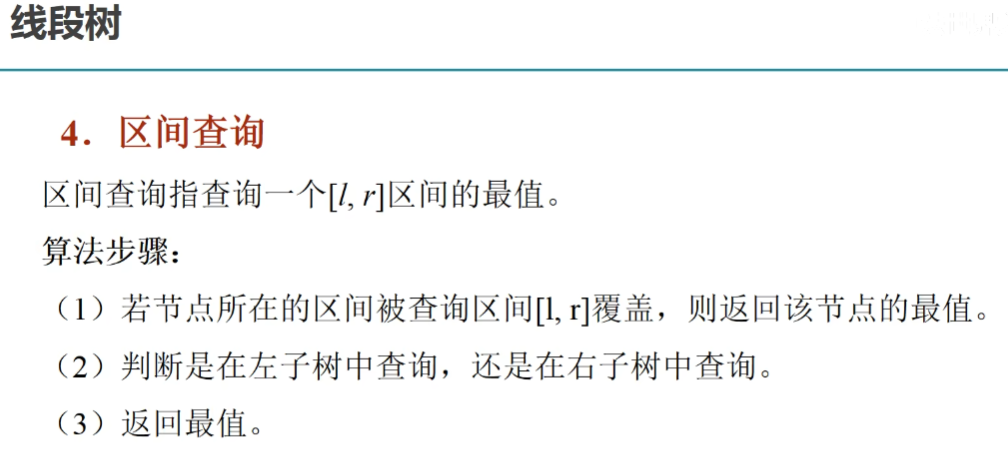 线段树
4．区间查询
区间查询指查询一个[l, r]区间的最值。
算法步骤：
（1）若节点所在的区间被查询区间[l, r]覆盖，则返回该节点的最值。
（2）判断是在左子树中查询，还是在右子树中查询。
（3）返回最值。